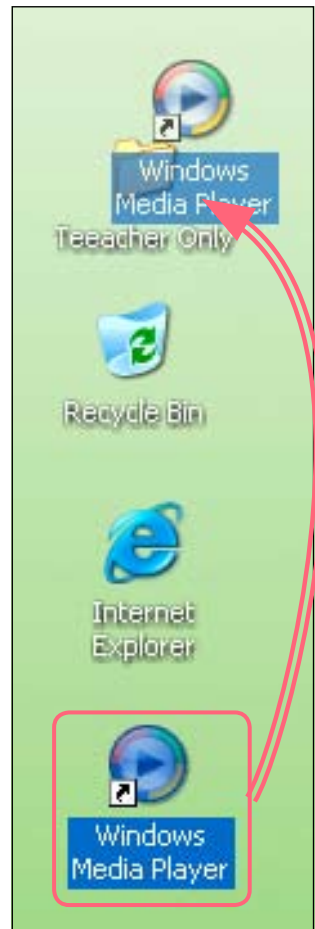 Windows
Media Player
Teeacher Only
Recycle Bin
Internet
Explorer
Windows
Media Player